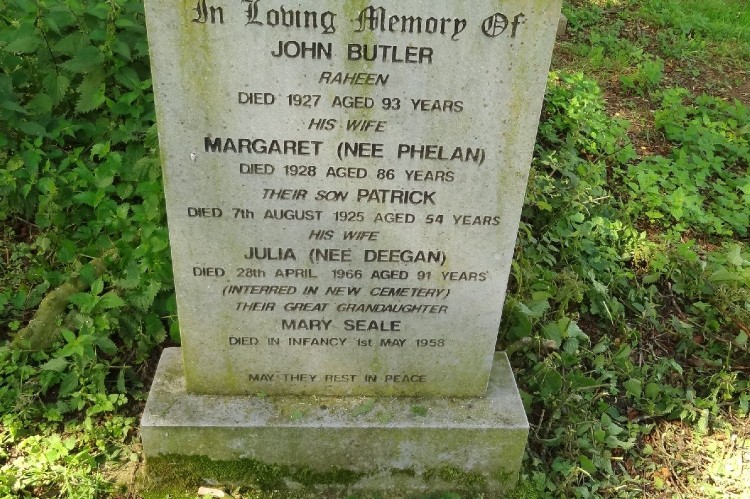 In Loving Memory Of
JOHN BUTLER
RAHEEN
DIED 1927 AGED 93 YEARS
HIS WIFE
MARGARET (NEE PHELAN)
DIED 1928 AGED 86 YEARS
THEIR SON PATRICK
DIED 7th AUGUST 1925 AGED 54 YEARS
HIS WIFE
JULIA (NEE DEEGAN)
DIED 28th APRIL 1966 AGED 91 YEARS
(INTERRED IN NEW CEMETERY)
THEIR GREAT GRANDAUGHTER
MARY SEALE
DIED IN INFANCY 1st MAY 1958
MAY THEY REST IN PEACE